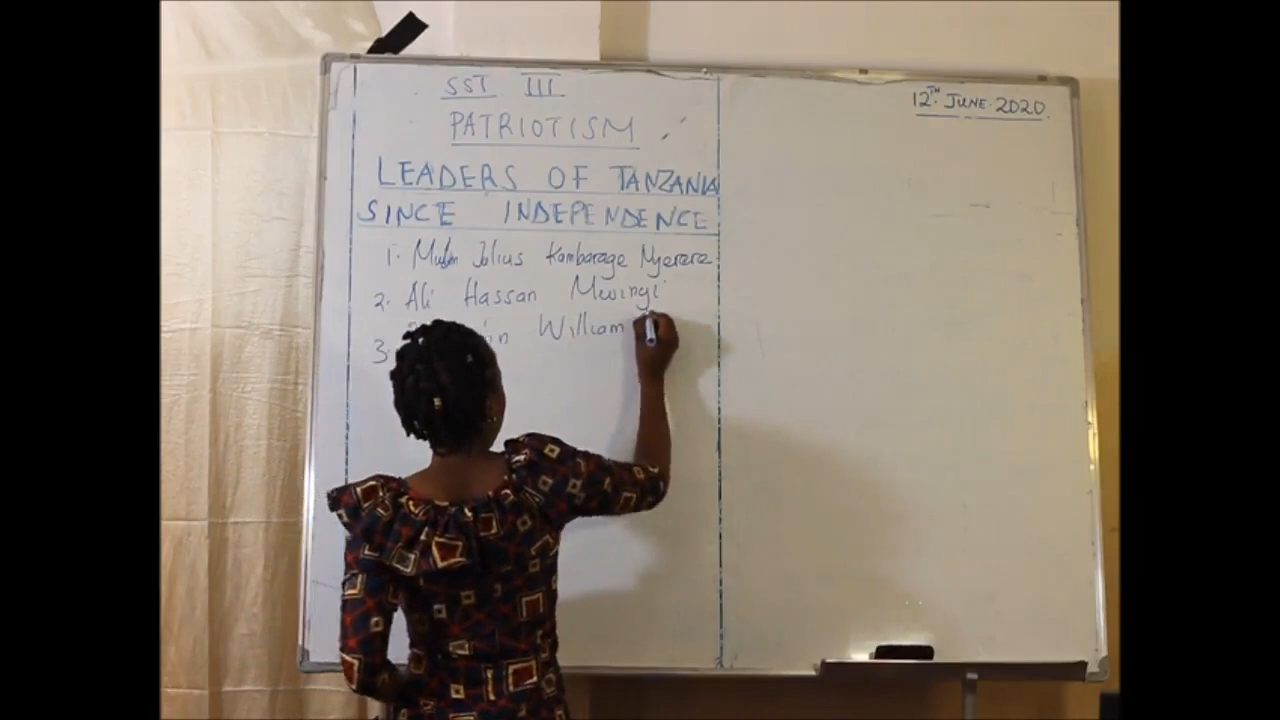 SST III
12TH JUNE 2020
PATRIOTISM
LEADERS OF TANZANIA
SINCE INDEPENDENCE
1. Julius Kambarage Nyerere
2. Ali Hassan Mwinyi
3. William